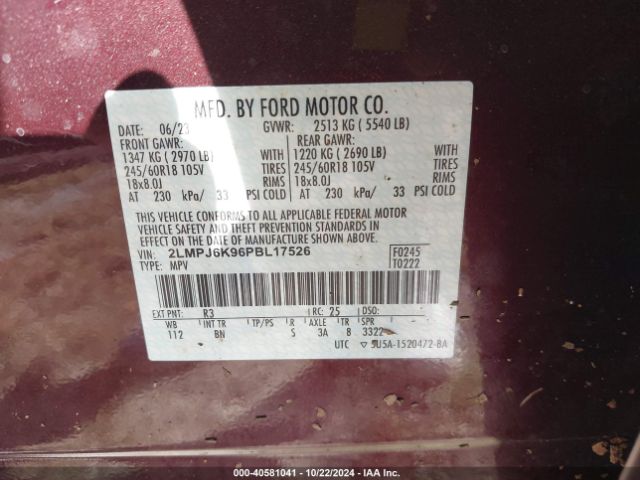 MFD. BY FORD MOTOR CO.
DATE: 06/23 GVWR: 2513 KG ( 5540 LB)
FRONT GAWR: REAR GAWR:
1347 KG ( 2970 LB) WITH 1220 KG ( 2690 LB) WITH
245/60R18 105V TIRES 245/60R18 105V TIRES
18x8.0J RIMS 18x8.0J RIMS
AT 230 kPa/ 33 PSI COLD AT 230 kPa/ 33 PSI COLD
THIS VEHICLE CONFORMS TO ALL APPLICABLE FEDERAL MOTOR
VEHICLE SAFETY AND THEFT PREVENTION STANDARDS IN
EFFECT ON THE DATE OF MANUFACTURE SHOWN ABOVE.
VIN: 2LMPJ6K96PBL17526 F0245
TYPE: MPV T0222
EXT PNT: R3 RC: 25 DSO: -
WB INT TR TP/PS R AXLE TR SPR
112 BN S 3A 8 3322
UTC ▽5U5A-1520472-BA
000-40581041 • 10/22/2024 • IAA Inc.